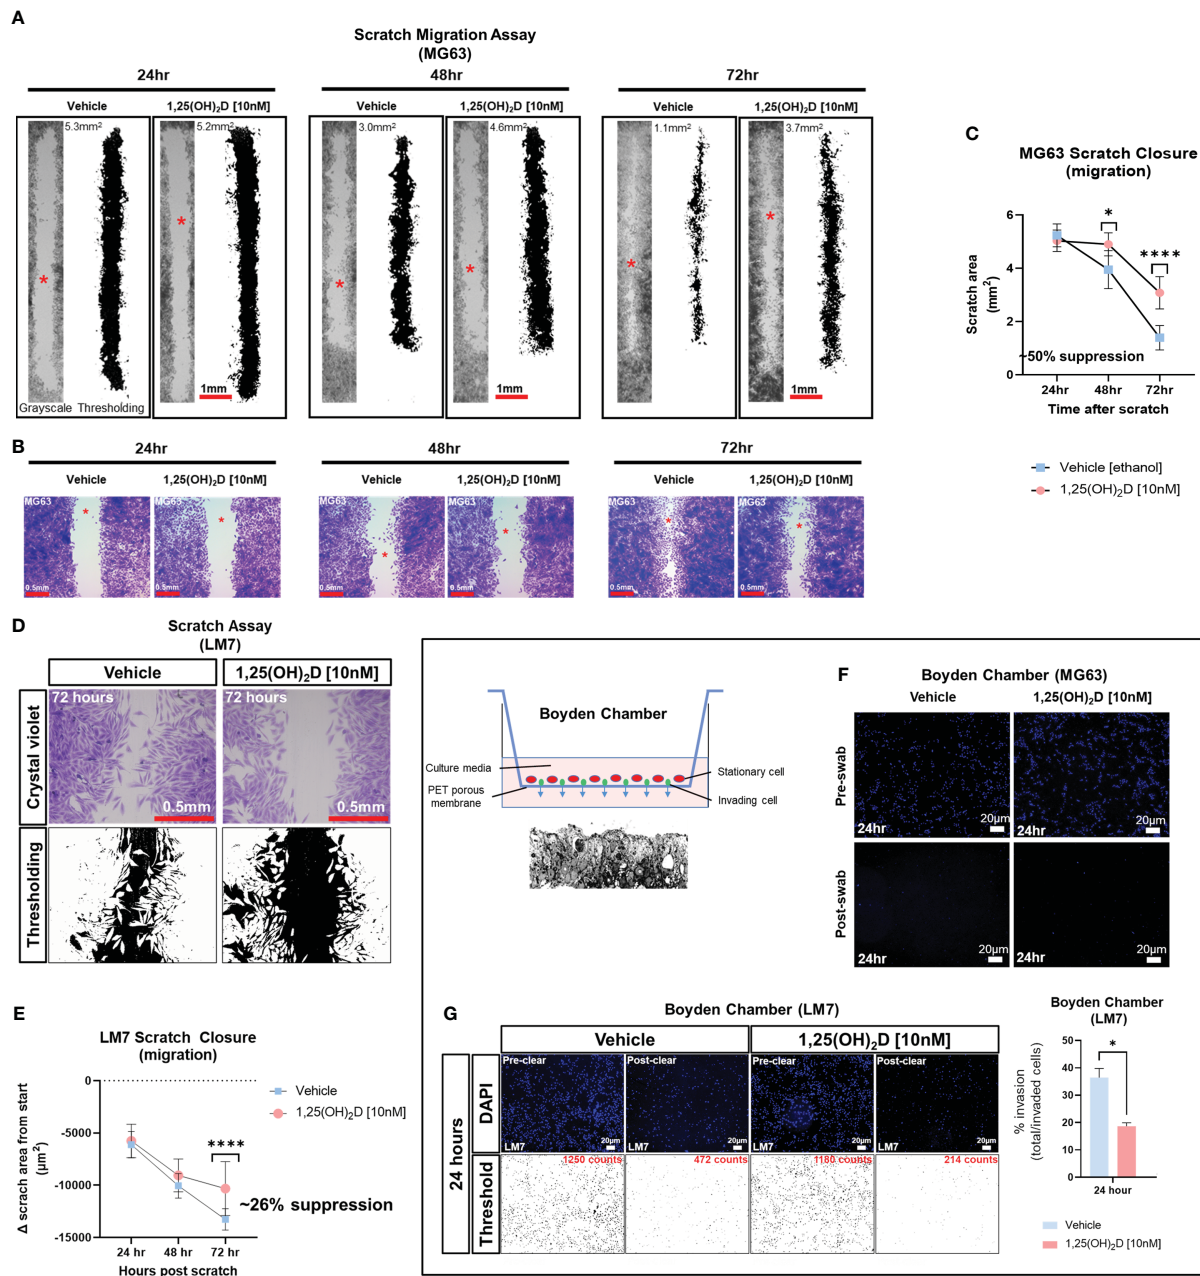 A
Scratch Migration Assay
(MG63)
24hr
48hr
72hr
Vehicle
1,25(OH)2D [10nM]
Vehicle
1,25(OH)2D [10nM]
Vehicle
1,25(OH)2D [10nM]
5.3mm2
5.2mm2
3.0mm2
4.6mm2
1.1mm2
3.7mm2
*
*
*
*
*
*
1mm
1mm
1mm
Grayscale
Thresholding
C
MG63 Scratch Closure
(migration)
Scratch area
(mm2)
6
4
2
0
*
****
~50% suppression
24hr
48hr
72hr
Time after scratch
Vehicle [ethanol]
1,25(OH)2D [10nM]
B
24hr
48hr
72hr
Vehicle
1,25(OH)2D [10nM]
Vehicle
1,25(OH)2D [10nM]
Vehicle
1,25(OH)2D [10nM]
MG63
MG63
MG63
MG63
MG63
MG63
*
*
*
*
*
*
0.5mm
0.5mm
0.5mm
0.5mm
0.5mm
0.5mm
D
Scratch Assay
(LM7)
Vehicle
1,25(OH)2D [10nM]
Crystal violet
72 hours
72 hours
0.5mm
0.5mm
Thresholding
E
LM7 Scratch Closure
(migration)
Δ scrach area from start
(µm2)
0
-5000
-10000
-15000
Vehicle
1,25(OH)2D [10nM]
****
~26% suppression
24 hr
48 hr
72 hr
Hours post scratch
Boyden Chamber
Culture media
PET porous
membrane
Stationary cell
Invading cell
F
Boyden Chamber (MG63)
Vehicle
1,25(OH)2D [10nM]
Pre-swab
24hr
20µm
24hr
20µm
Post-swab
24hr
20µm
24hr
20µm
G
Boyden Chamber (LM7)
Vehicle
1,25(OH)2D [10nM]
24 hours
DAPI
Pre-clear
Post-clear
Pre-clear
Post-clear
LM7
20µm
LM7
20µm
LM7
20µm
LM7
20µm
Threshold
1250 counts
472 counts
1180 counts
214 counts
Boyden Chamber
(LM7)
% invasion
(total/invaded cells)
50
40
30
20
10
0
*
24 hour
Vehicle
1,25(OH)2D [10nM]